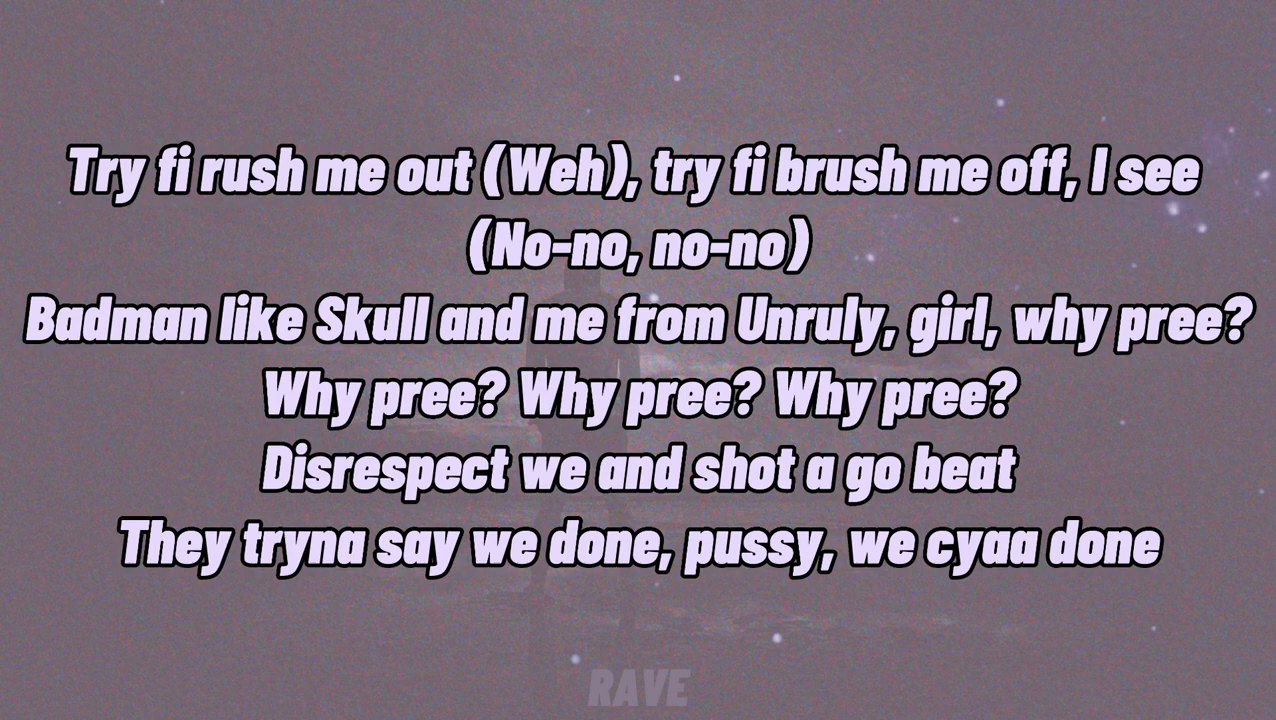 Try fi rush me out (Weh), try fi brush me off, I see
(No-no, no-no)
Badman like Skull and me from Unruly, girl, why pree?
Why pree? Why pree? Why pree?
Disrespect we and shot a go beat
They tryna say we done, pussy, we cyaa done
RAVE